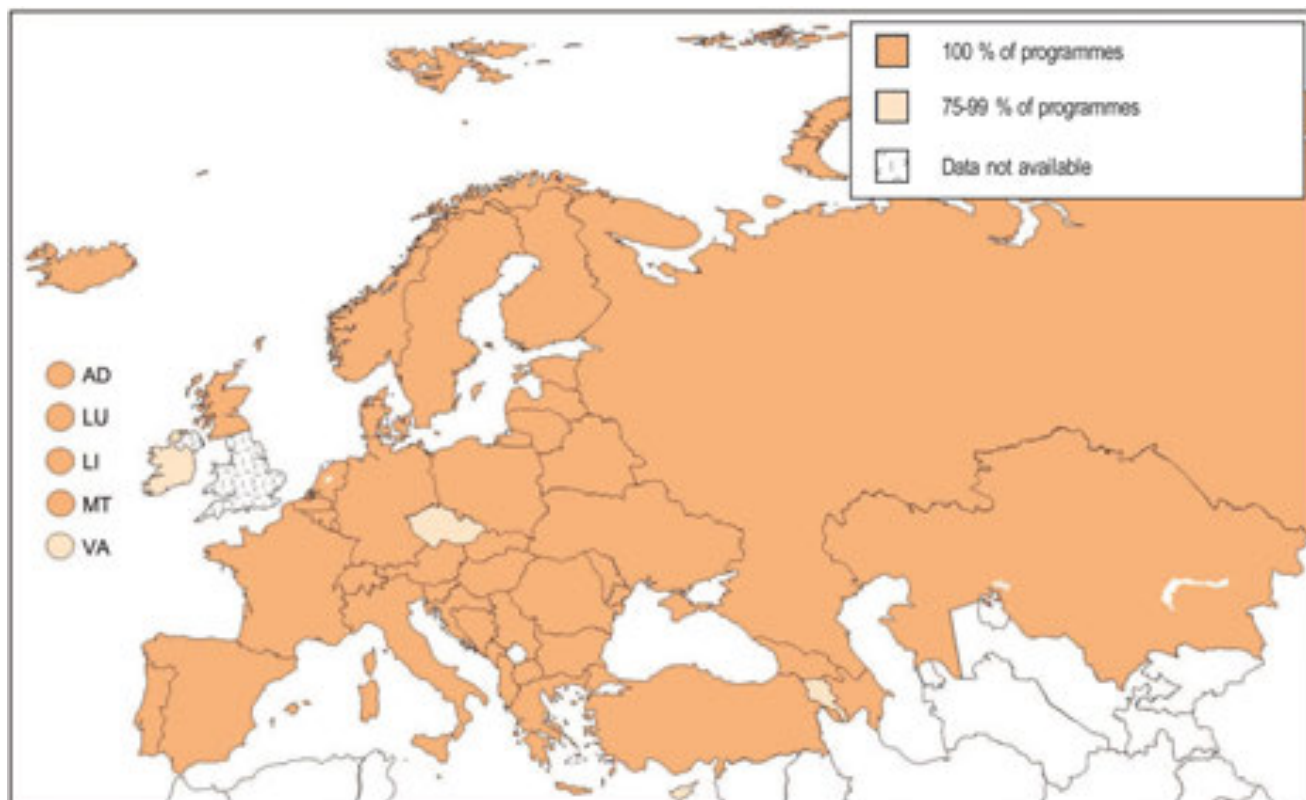 100 % of programmes
75-99 % of programmes
Data not available
AD
LU
LI
MT
VA